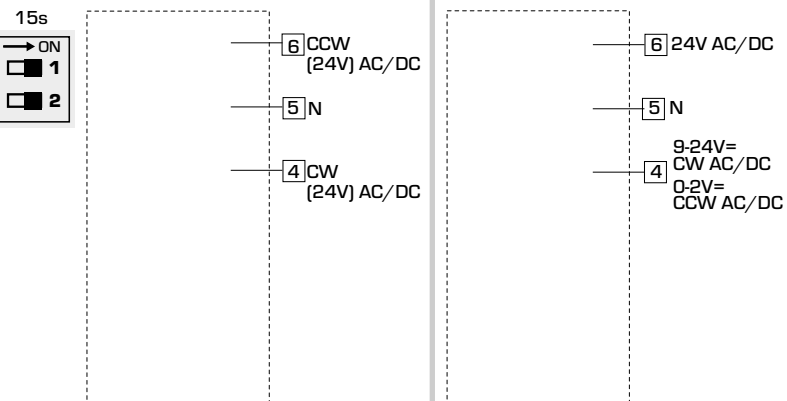 15s
→ ON
1
2
6 CCW
(24V) AC/DC
5 N
4 CW
(24V) AC/DC
6 24V AC/DC
5 N
9-24V=
4 CW AC/DC
0-2V=
CCW AC/DC